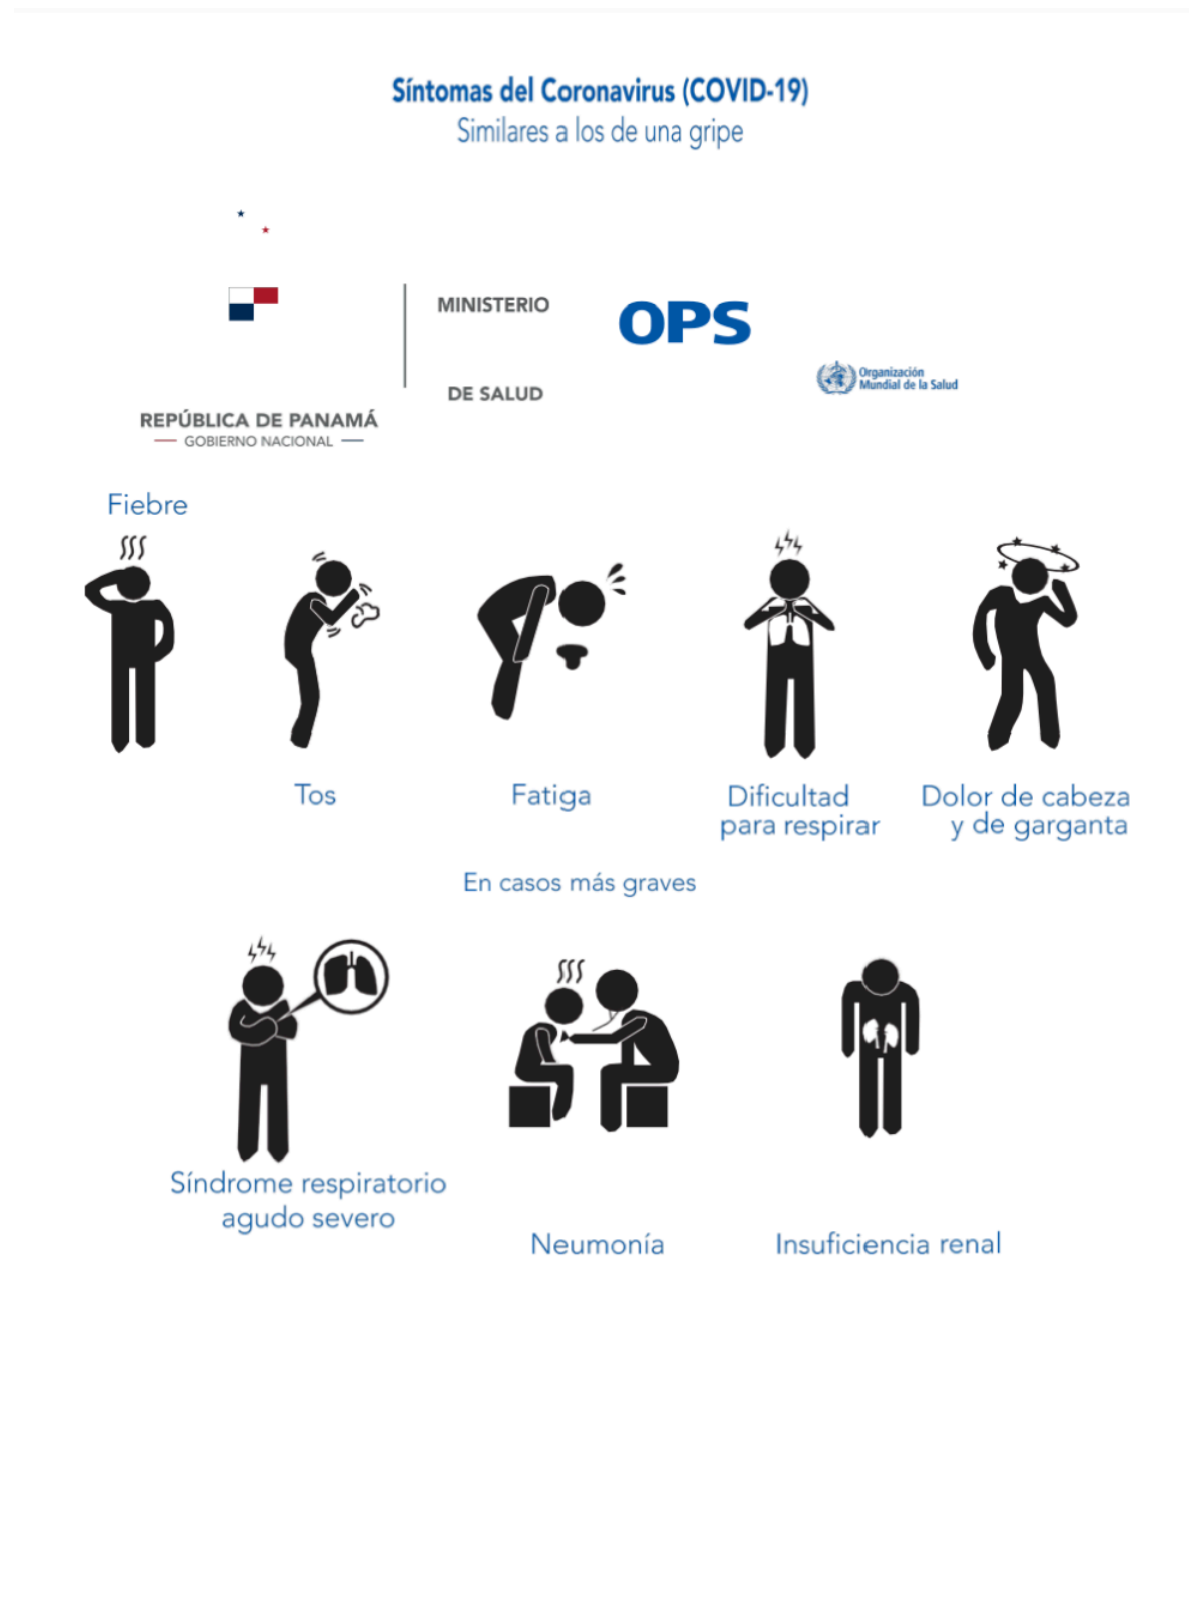 Síntomas del Coronavirus (COVID-19)
Similares a los de una gripe
MINISTERIO
DE SALUD
REPÚBLICA DE PANAMÁ
GOBIERNO NACIONAL
OPS
Organización
Mundial de la Salud
Fiebre
Tos
Fatiga
Dificultad
para respirar
Dolor de cabeza
y de garganta
En casos más graves
Síndrome respiratorio
agudo severo
Neumonía
Insuficiencia renal